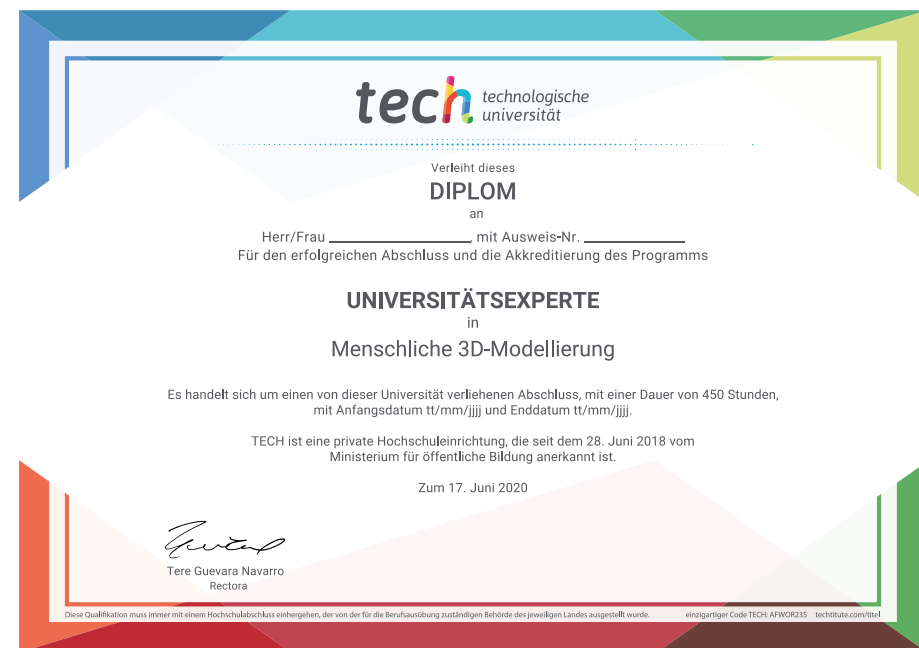 tech technologische
universität
Verleiht dieses
DIPLOM
an
Herr/Frau ____________________, mit Ausweis-Nr. ______________
Für den erfolgreichen Abschluss und die Akkreditierung des Programms
UNIVERSITÄTSEXPERTE
in
Menschliche 3D-Modellierung
Es handelt sich um einen von dieser Universität verliehenen Abschluss, mit einer Dauer von 450 Stunden,
mit Anfangsdatum tt/mm/jjjj und Enddatum tt/mm/jjjj.
TECH ist eine private Hochschuleinrichtung, die seit dem 28. Juni 2018 vom
Ministerium für öffentliche Bildung anerkannt ist.
Zum 17. Juni 2020
Tere Guevara Navarro
Rectora
Diese Qualifikation muss immer mit einem Hochschulabschluss einhergehen, der von der für die Berufsausübung zuständigen Behörde des jeweiligen Landes ausgestellt wurde. einzigartiger Code TECH: AFWOR23S techtitute.com/titel